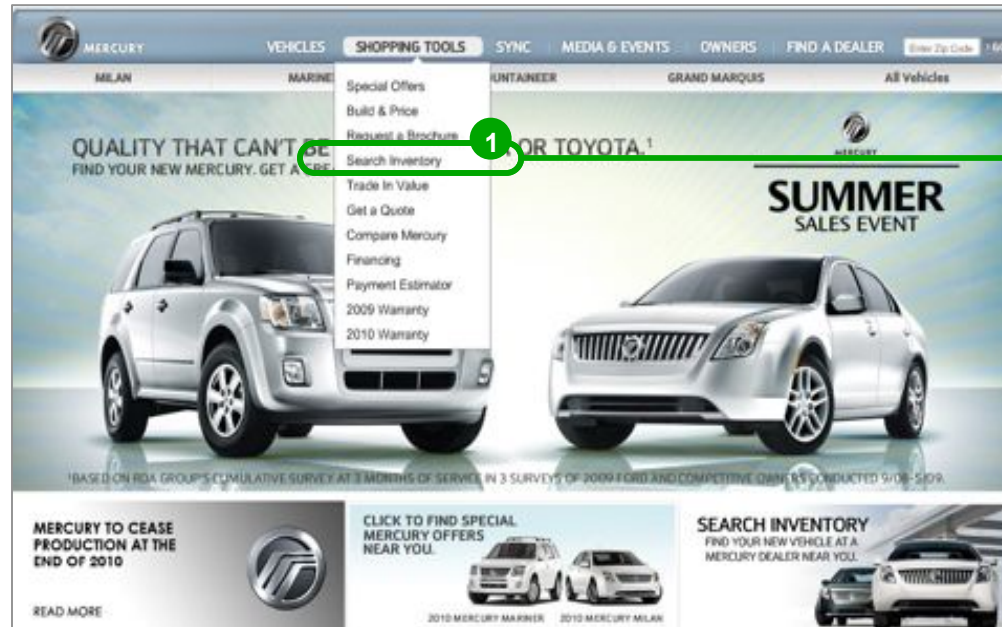 MERCURY
VEHICLES SHOPPING TOOLS SYNC MEDIA & EVENTS OWNERS FIND A DEALER Enter Zip Code
MILAN MARINE UNTAINEER GRAND MARQUIS All Vehicles
Special Offers
Build & Price
Request a Brochure
Search Inventory
Trade In Value
Get a Quote
Compare Mercury
Financing
Payment Estimator
2009 Warranty
2010 Warranty
1
QUALITY THAT CAN'T BE OR TOYOTA.¹
FIND YOUR NEW MERCURY. GET A
MERCURY
SUMMER
SALES EVENT
¹BASED ON RDA GROUP'S CUMULATIVE SURVEY AT 3 MONTHS OF SERVICE IN 3 SURVEYS OF 2009 FORD AND COMPETITIVE OWNERS CONDUCTED 9/08-5/09.
MERCURY TO CEASE
PRODUCTION AT THE
END OF 2010
READ MORE
CLICK TO FIND SPECIAL
MERCURY OFFERS
NEAR YOU.
2010 MERCURY MARINER 2010 MERCURY MILAN
SEARCH INVENTORY
FIND YOUR NEW VEHICLE AT A
MERCURY DEALER NEAR YOU.